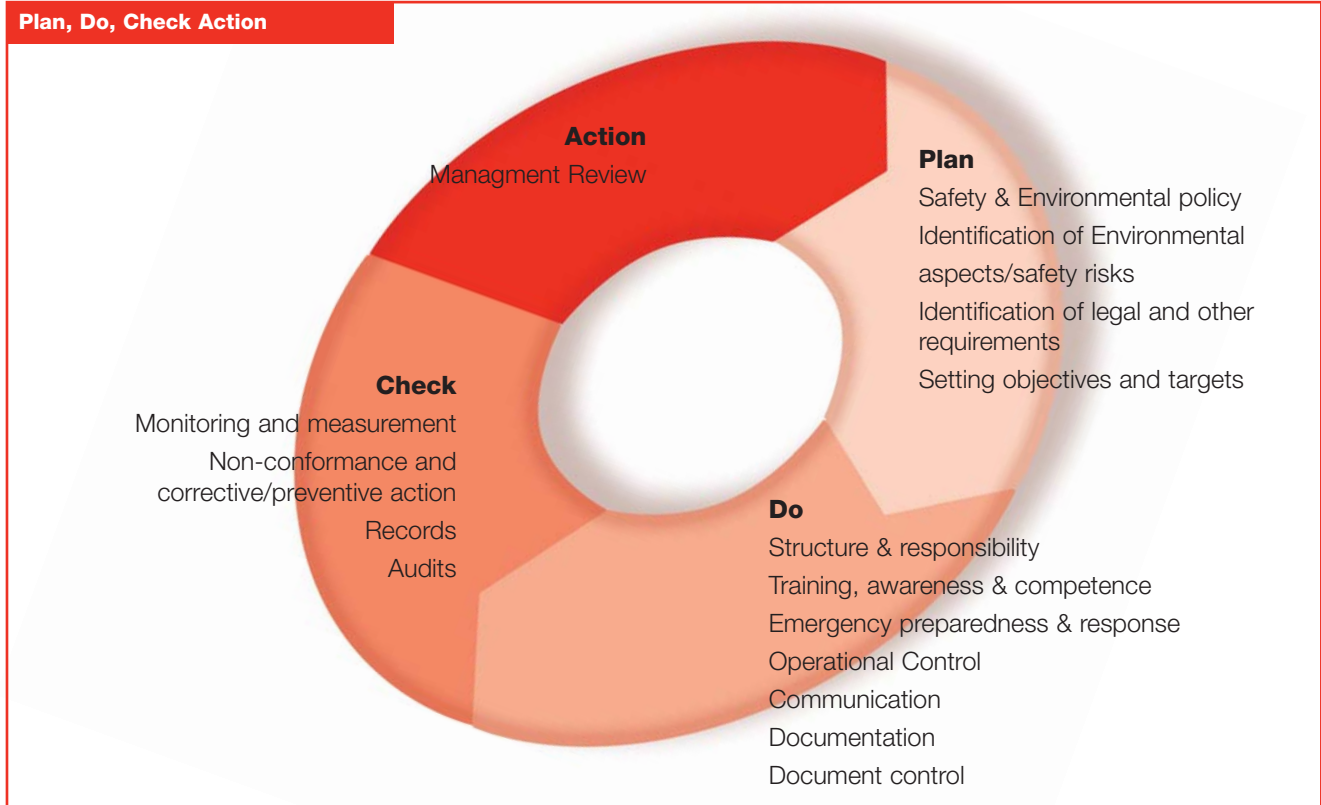 Plan, Do, Check Action
Action
Managment Review
Plan
Safety & Environmental policy
Identification of Environmental
aspects/safety risks
Identification of legal and other
requirements
Setting objectives and targets
Do
Structure & responsibility
Training, awareness & competence
Emergency preparedness & response
Operational Control
Communication
Documentation
Document control
Check
Monitoring and measurement
Non-conformance and
corrective/preventive action
Records
Audits